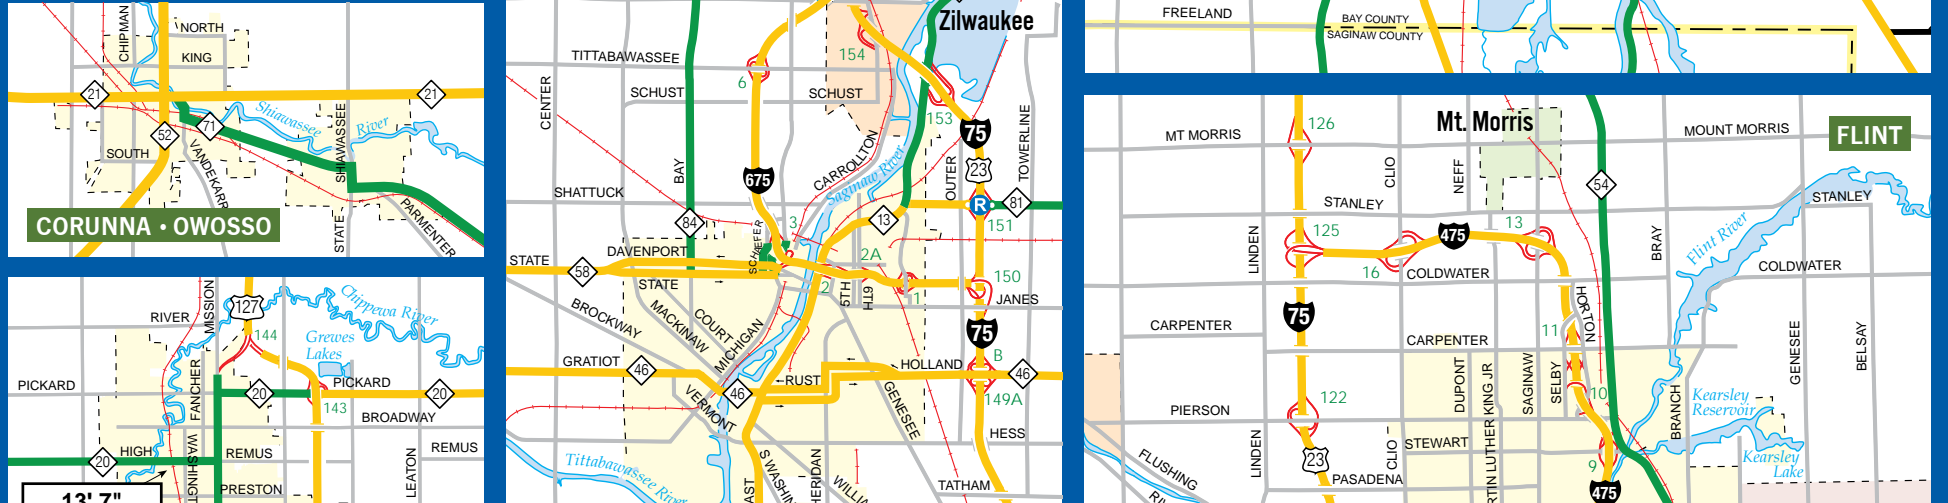 CHIPMAN
NORTH
KING
21
21
Shiawassee
River
71
52
SOUTH
VANDEKARR
SHIAWASSEE
STATE
PARMENTER
CORUNNA • OWOSSO
MISSION
127
Chippewa River
RIVER
144
Grewes
Lakes
PICKARD
FANCHER
20
PICKARD
20
143
BROADWAY
HIGH
20
REMUS
REMUS
LEATON
PRESTON
13' 7"
Zilwaukee
154
TITTABAWASSEE
6
CENTER
SCHUST
SCHUST
153
75
TOWERLINE
OUTER
23
CARROLLTON
BAY
675
Saginaw River
SHATTUCK
R
81
84
13
3
151
SCHAEFER
DAVENPORT
2A
STATE
58
STATE
150
2
5TH
6TH
1
JANES
BROCKWAY
MACKINAW
COURT
MICHIGAN
75
GRATIOT
46
HOLLAND
B
46
RUST
46
149A
VERMONT
GENESEE
HESS
Tittabawassee River
TATHAM
FREELAND
BAY COUNTY
SAGINAW COUNTY
126
Mt. Morris
MT MORRIS
MOUNT MORRIS
FLINT
CLIO
NEFF
54
STANLEY
STANLEY
13
LINDEN
125
475
BRAY
Flint River
16
COLDWATER
COLDWATER
75
HORTON
CARPENTER
11
CARPENTER
GENESEE
BELSAY
DUPONT
SAGINAW
SELBY
122
10
PIERSON
BRANCH
Kearsley
Reservoir
LINDEN
CLIO
STEWART
Kearsley
Lake
FLUSHING
23
PASADENA
9
475